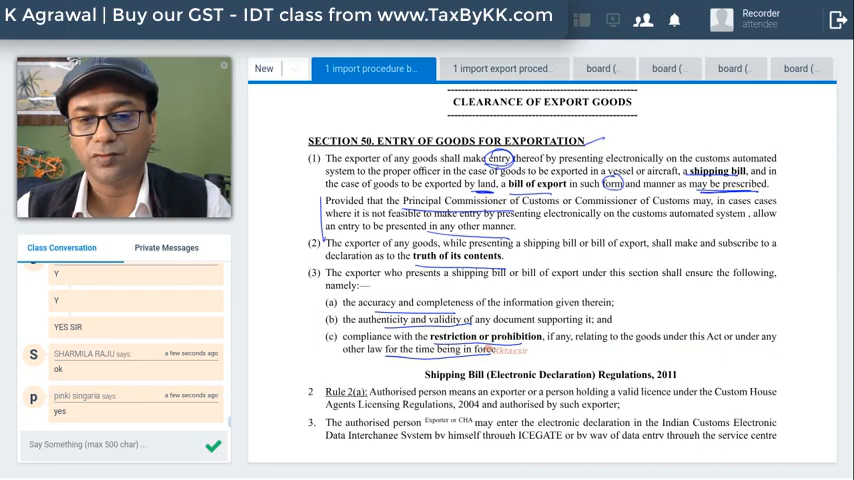 K Agrawal | Buy our GST - IDT class from www.TaxByKK.com
Recorder
attendee
New
1 import procedure b...
1 import export proced...
board (...
board (...
board (...
board (...
CLEARANCE OF EXPORT GOODS
SECTION 50. ENTRY OF GOODS FOR EXPORTATION
(1) The exporter of any goods shall make entry thereof by presenting electronically on the customs automated
system to the proper officer in the case of goods to be exported in a vessel or aircraft, a shipping bill, and in
the case of goods to be exported by land, a bill of export in such form and manner as may be prescribed.
Provided that the Principal Commissioner of Customs or Commissioner of Customs may, in cases cases
where it is not feasible to make entry by presenting electronically on the customs automated system , allow
an entry to be presented in any other manner.
(2) The exporter of any goods, while presenting a shipping bill or bill of export, shall make and subscribe to a
declaration as to the truth of its contents.
(3) The exporter who presents a shipping bill or bill of export under this section shall ensure the following,
namely:—
(a) the accuracy and completeness of the information given therein;
(b) the authenticity and validity of any document supporting it; and
(c) compliance with the restriction or prohibition, if any, relating to the goods under this Act or under any
other law for the time being in force
Kktaxsir
Shipping Bill (Electronic Declaration) Regulations, 2011
2 Rule 2(a): Authorised person means an exporter or a person holding a valid licence under the Custom House
Agents Licensing Regulations, 2004 and authorised by such exporter;
3. The authorised person Exporter or CHA may enter the electronic declaration in the Indian Customs Electronic
Data Interchange System by himself through ICEGATE or by way of data entry through the service centre
Class Conversation
Private Messages
Y
Y
YES SIR
S
SHARMILA RAJU says:
a few seconds ago
ok
p
pinki singaria says:
a few seconds ago
yes
Say Something (max 500 char) ...